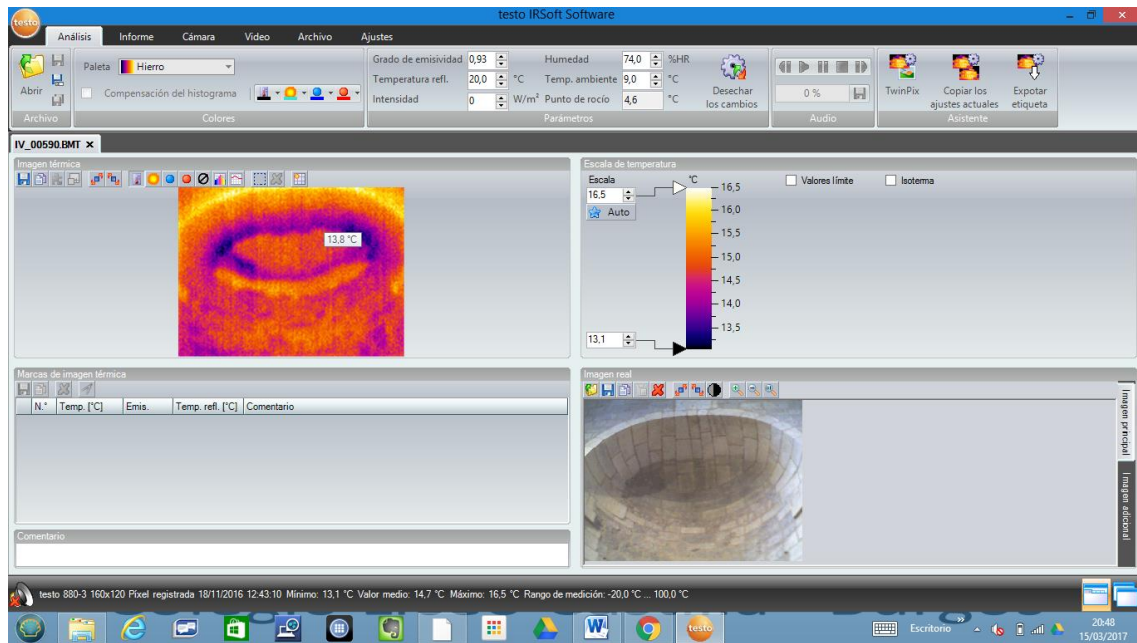 testo IRSoft Software
testo
Análisis Informe Cámara Video Archivo Ajustes
Abrir
Archivo
Paleta Hierro
Compensación del histograma
Colores
Grado de emisividad 0,93 Humedad 74,0 %HR
Temperatura refl. 20,0 °C Temp. ambiente 9,0 °C
Intensidad 0 W/m² Punto de rocío 4,6 °C
Desechar
los cambios
Parámetros
0 %
Audio
TwinPix
Copiar los
ajustes actuales
Expotar
etiqueta
Asistente
IV_00590.BMT
Imagen térmica
13,8 °C
Escala de temperatura
Escala
16,5
Auto
13,1
°C
16,5
16,0
15,5
15,0
14,5
14,0
13,5
Valores límite
Isoterma
Marcas de imagen térmica
N.° Temp. [°C] Emis. Temp. refl. [°C] Comentario
Comentario
Imagen real
Imagen principal
Imagen adicional
testo 880-3 160x120 Píxel registrada 18/11/2016 12:43:10 Mínimo: 13,1 °C Valor medio: 14,7 °C Máximo: 16,5 °C Rango de medición: -20,0 °C ... 100,0 °C
testo
Escritorio
20:48
15/03/2017